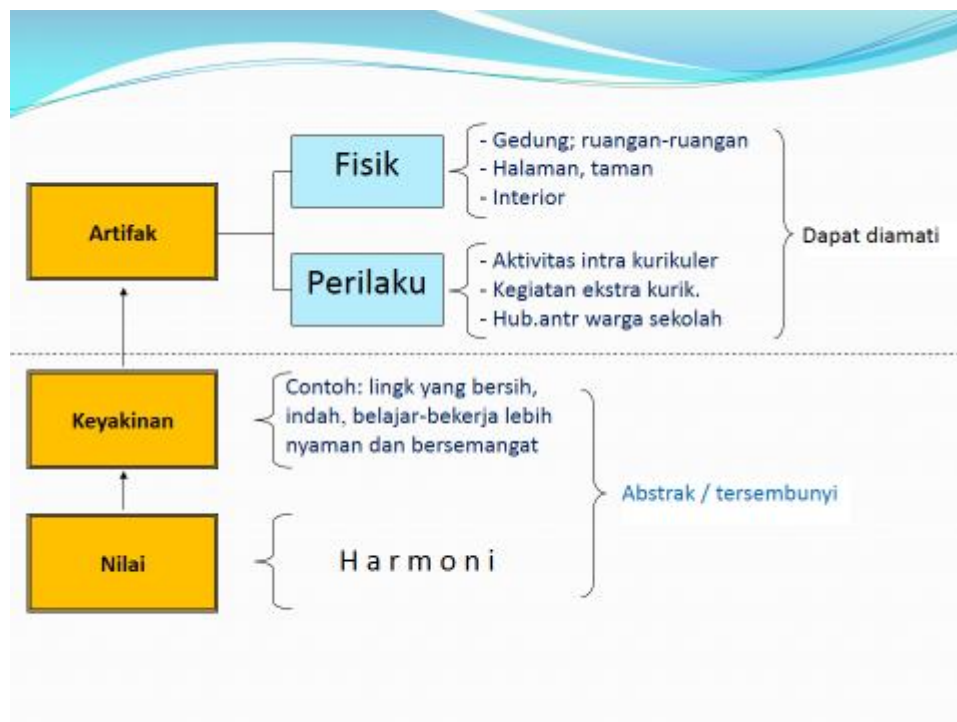 Artifak
Fisik
- Gedung; ruangan-ruangan
- Halaman, taman
- Interior
Perilaku
- Aktivitas intra kurikuler
- Kegiatan ekstra kurik.
- Hub.antr warga sekolah
Dapat diamati
Keyakinan
Contoh: lingk yang bersih,
indah, belajar-bekerja lebih
nyaman dan bersemangat
Abstrak / tersembunyi
Nilai
H a r m o n i